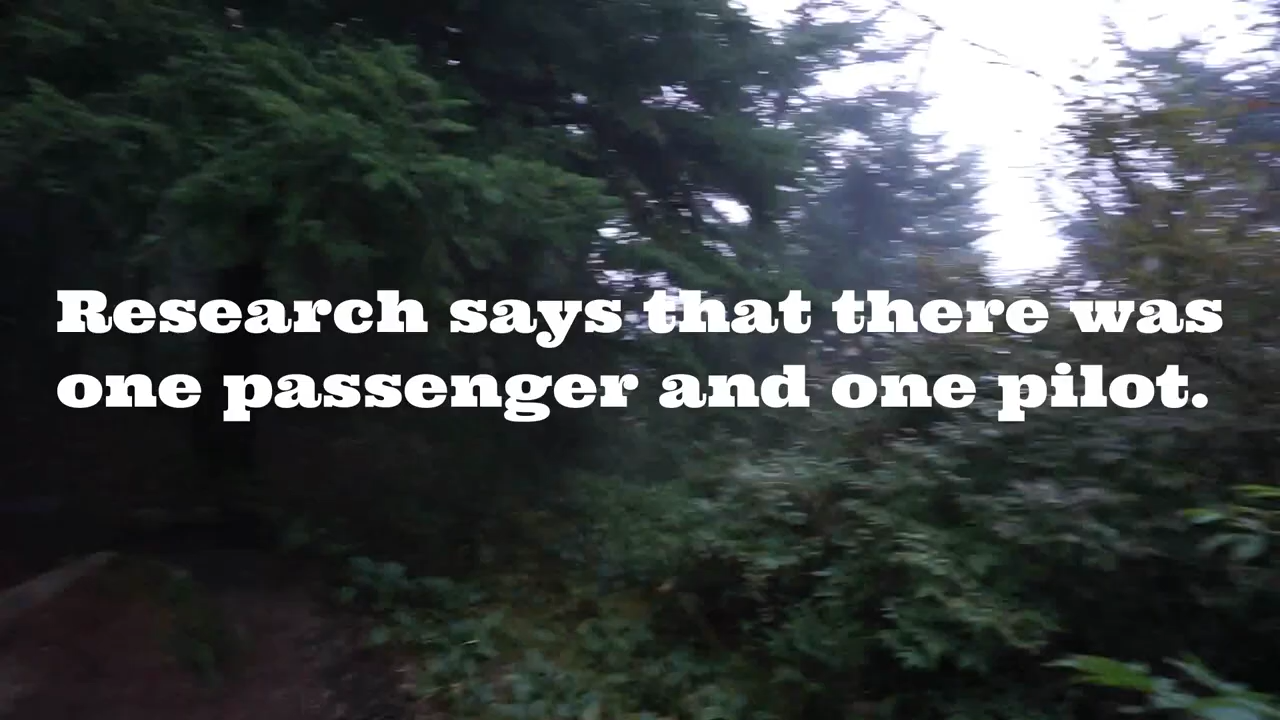 Research says that there was
one passenger and one pilot.